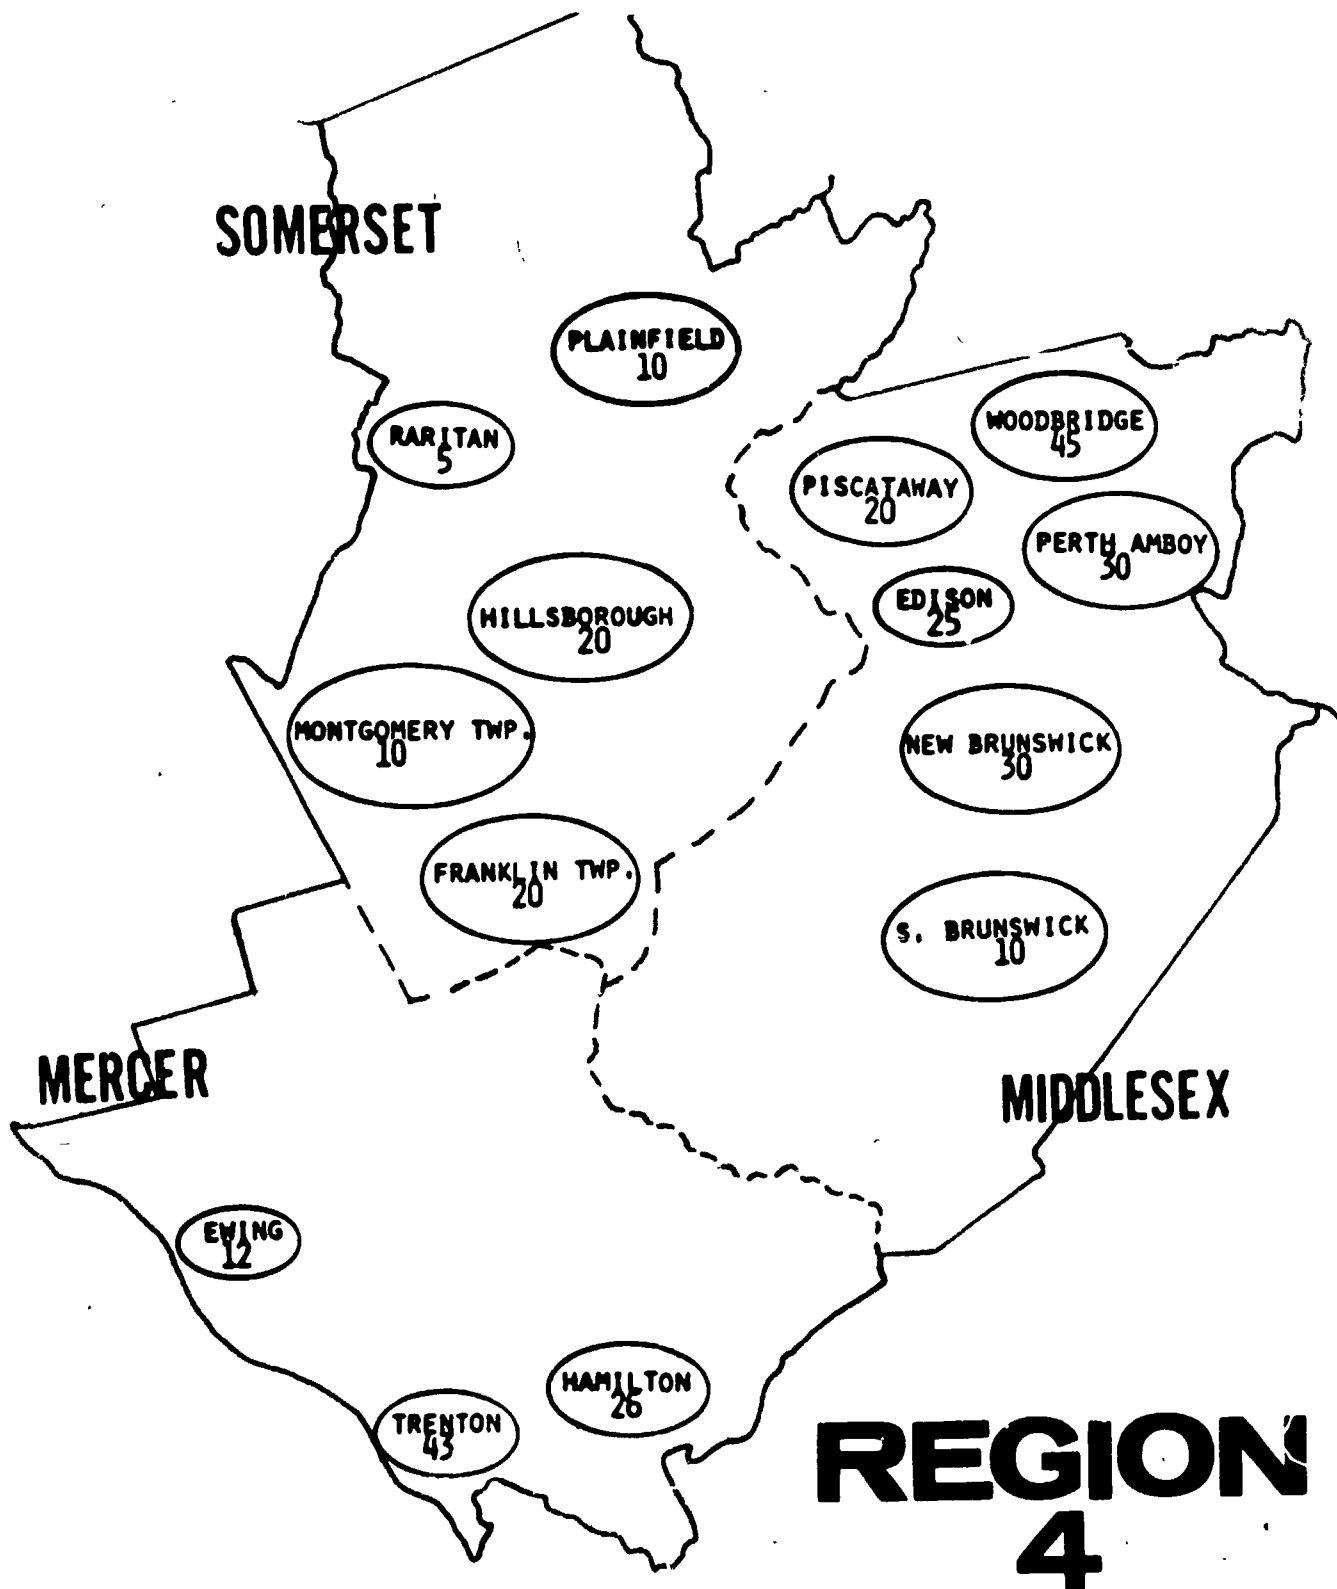 SOMERSET
PLAINFIELD
10
RARITAN
5
WOODBRIDGE
45
PISCATAWAY
20
PERTH AMBOY
30
EDISON
25
HILLSBOROUGH
20
MONTGOMERY TWP.
10
NEW BRUNSWICK
30
FRANKLIN TWP.
20
S. BRUNSWICK
10
MERCER
MIDDLESEX
EWING
12
HAMILTON
26
TRENTON
43
REGION
4